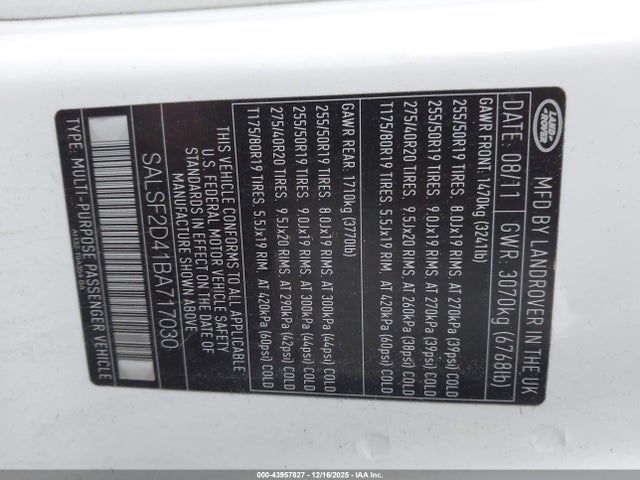 LAND
ROVER
MFD BY LANDROVER IN THE UK
DATE: 08/11 GWR: 3070kg (6768lb)
GAWR FRONT: 1470kg (3241lb)
255/50R19 TIRES. 8.0Jx19 RIMS. AT 270kPa (39psi) COLD
255/50R19 TIRES. 9.0Jx19 RIMS. AT 270kPa (39psi) COLD
275/40R20 TIRES. 9.5Jx20 RIMS. AT 260kPa (38psi) COLD
T175/80R19 TIRES. 5.5Jx19 RIM. AT 420kPa (60psi) COLD
GAWR REAR: 1710kg (3770lb)
255/50R19 TIRES. 8.0Jx19 RIMS. AT 300kPa (44psi) COLD
255/50R19 TIRES. 9.0Jx19 RIMS. AT 300kPa (44psi) COLD
275/40R20 TIRES. 9.5Jx20 RIMS. AT 290kPa (42psi) COLD
T175/80R19 TIRES. 5.5Jx19 RIM. AT 420kPa (60psi) COLD
THIS VEHICLE CONFORMS TO ALL APPLICABLE
U.S. FEDERAL MOTOR VEHICLE SAFETY
STANDARDS IN EFFECT ON THE DATE OF
MANUFACTURE SHOWN ABOVE
SALSF2D41BA717030
TYPE: MULTI-PURPOSE PASSENGER VEHICLE
000-43957827 - 12/16/2025 - IAAI.COM